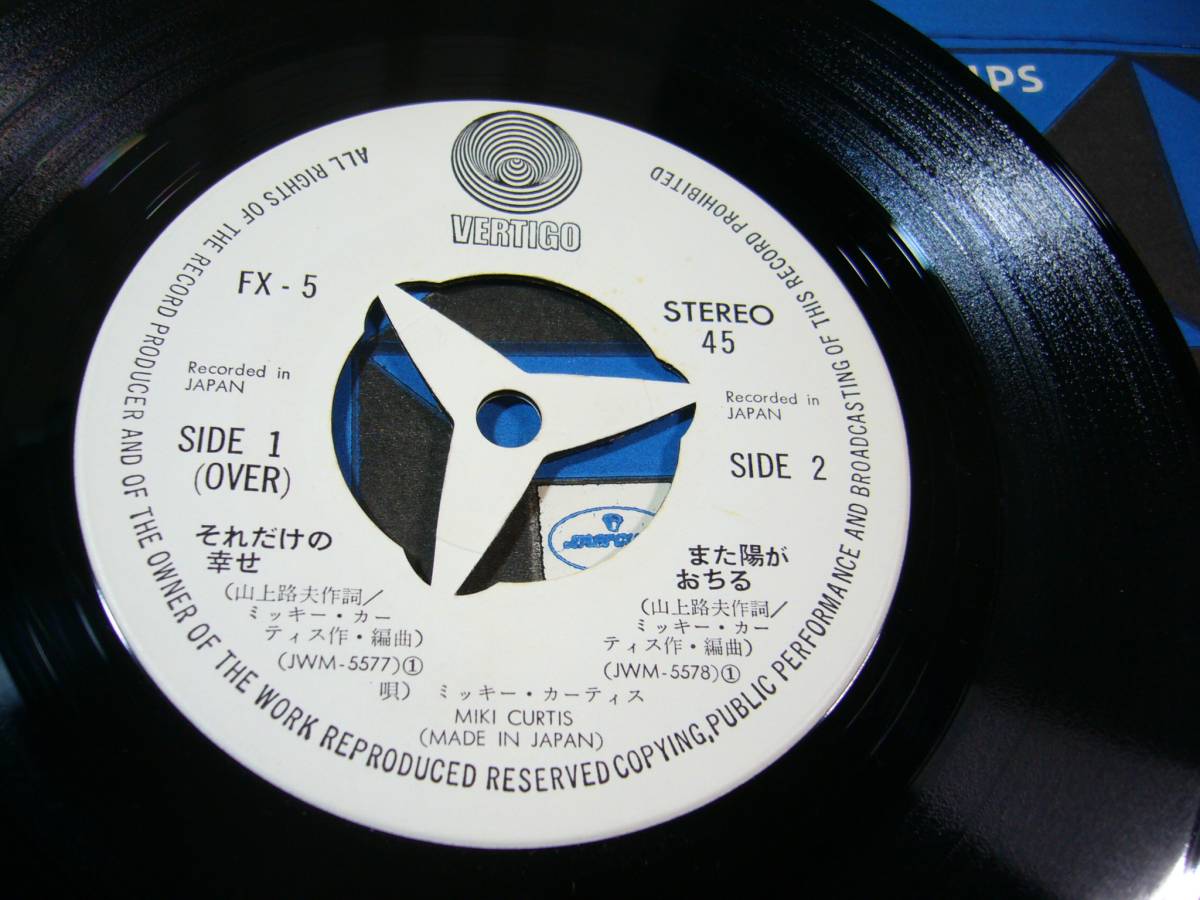 VERTIGO
ALL RIGHTS OF THE RECORD PRODUCER AND OF THE OWNER OF THE WORK REPRODUCED RESERVED COPYING, PUBLIC PERFORMANCE AND BROADCASTING OF THIS RECORD PROHIBITED
FX - 5
STEREO
45
Recorded in
JAPAN
SIDE 1
(OVER)
それだけの
幸せ
(山上路夫作詞/
ミッキー・カー
ティス作・編曲)
(JWM-5577)①
Recorded in
JAPAN
SIDE 2
また陽が
おちる
(山上路夫作詞/
ミッキー・カー
ティス作・編曲)
(JWM-5578)①
唄) ミッキー・カーティス
MIKI CURTIS
(MADE IN JAPAN)